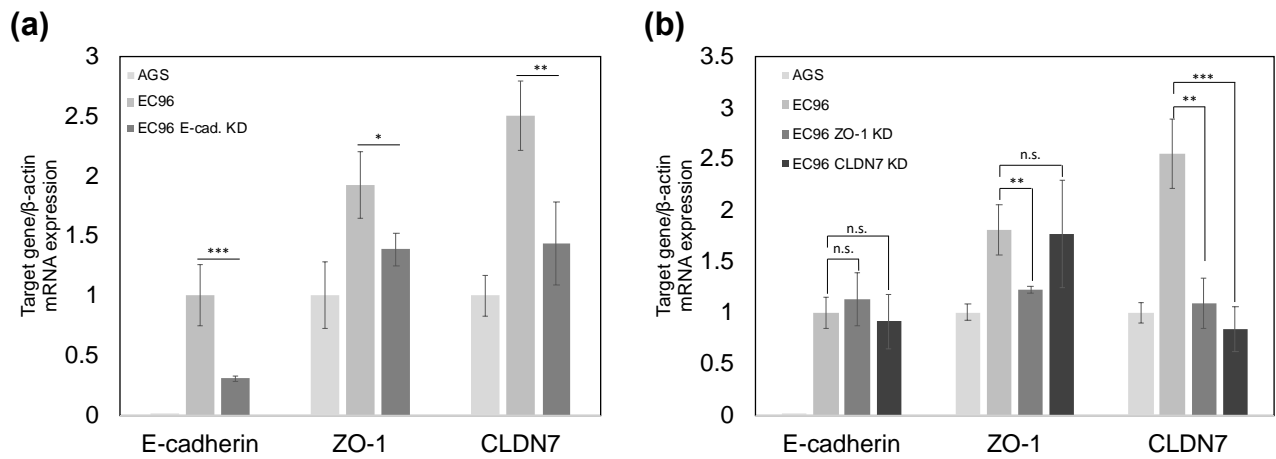 (a)
Target gene/β-actin
mRNA expression
3
2.5
2
1.5
1
0.5
0
AGS
EC96
EC96 E-cad. KD
***
*
**
E-cadherin
ZO-1
CLDN7
(b)
Target gene/β-actin
mRNA expression
3.5
3
2.5
2
1.5
1
0.5
0
AGS
EC96
EC96 ZO-1 KD
EC96 CLDN7 KD
n.s.
n.s.
n.s.
**
***
**
E-cadherin
ZO-1
CLDN7